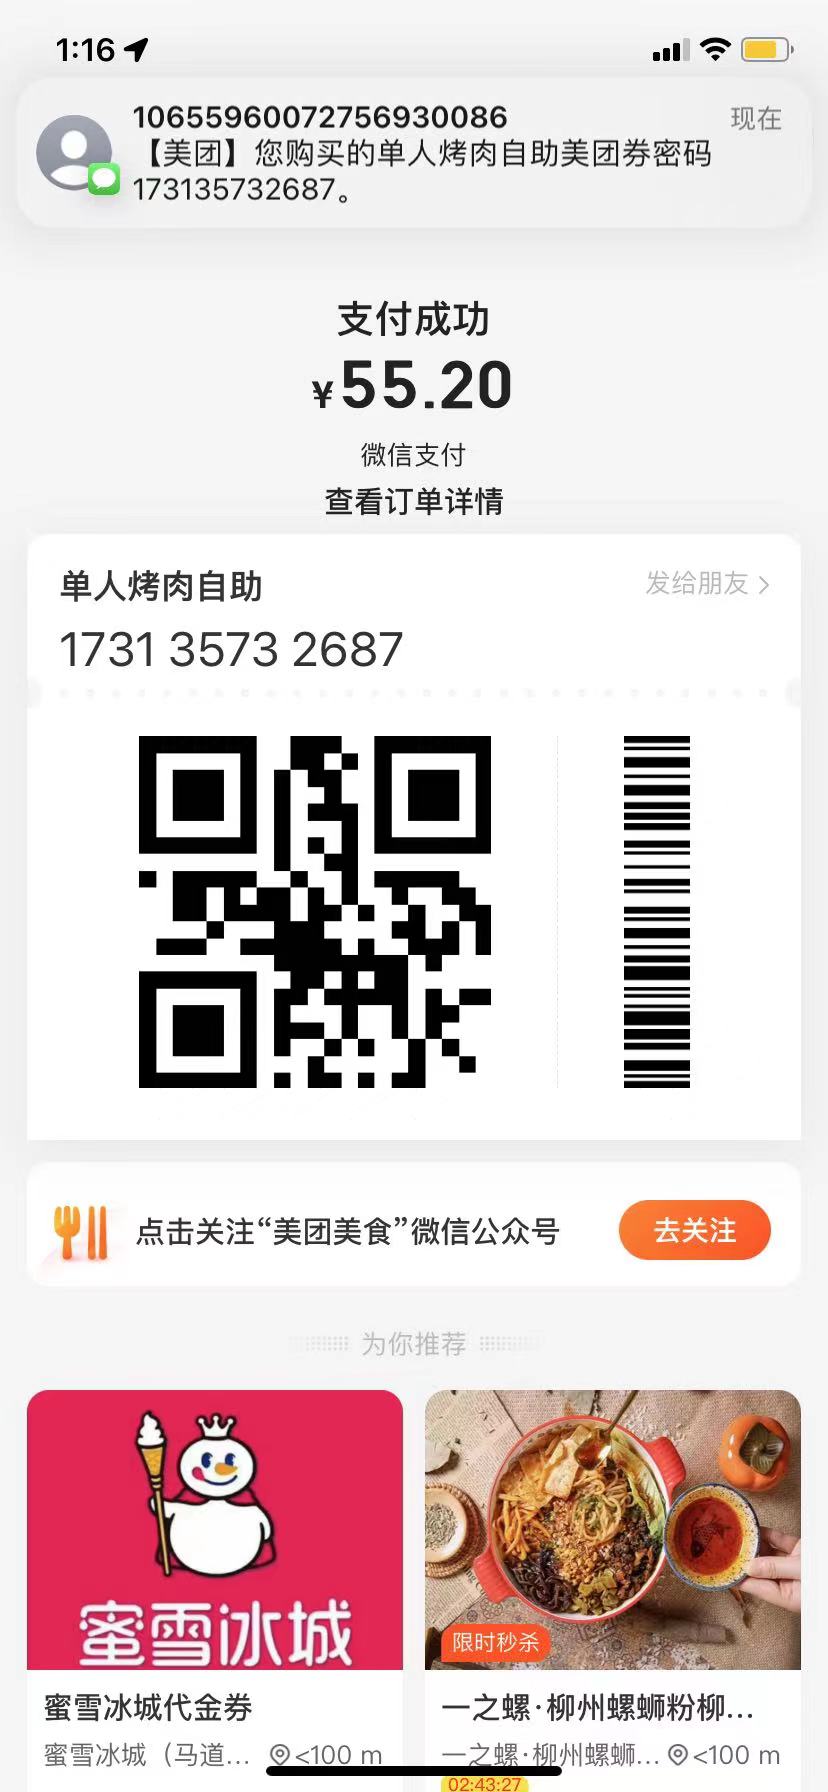 1:16
10655960072756930086
现在
【美团】您购买的单人烤肉自助美团券密码
173135732687。
支付成功
¥55.20
微信支付
查看订单详情
单人烤肉自助
发给朋友
1731 3573 2687
点击关注“美团美食”微信公众号
去关注
为你推荐
蜜雪冰城
限时秒杀
蜜雪冰城代金券
蜜雪冰城（马道... <100 m
一之螺·柳州螺蛳粉柳...
一之螺·柳州螺蛳... <100 m
02:43:27